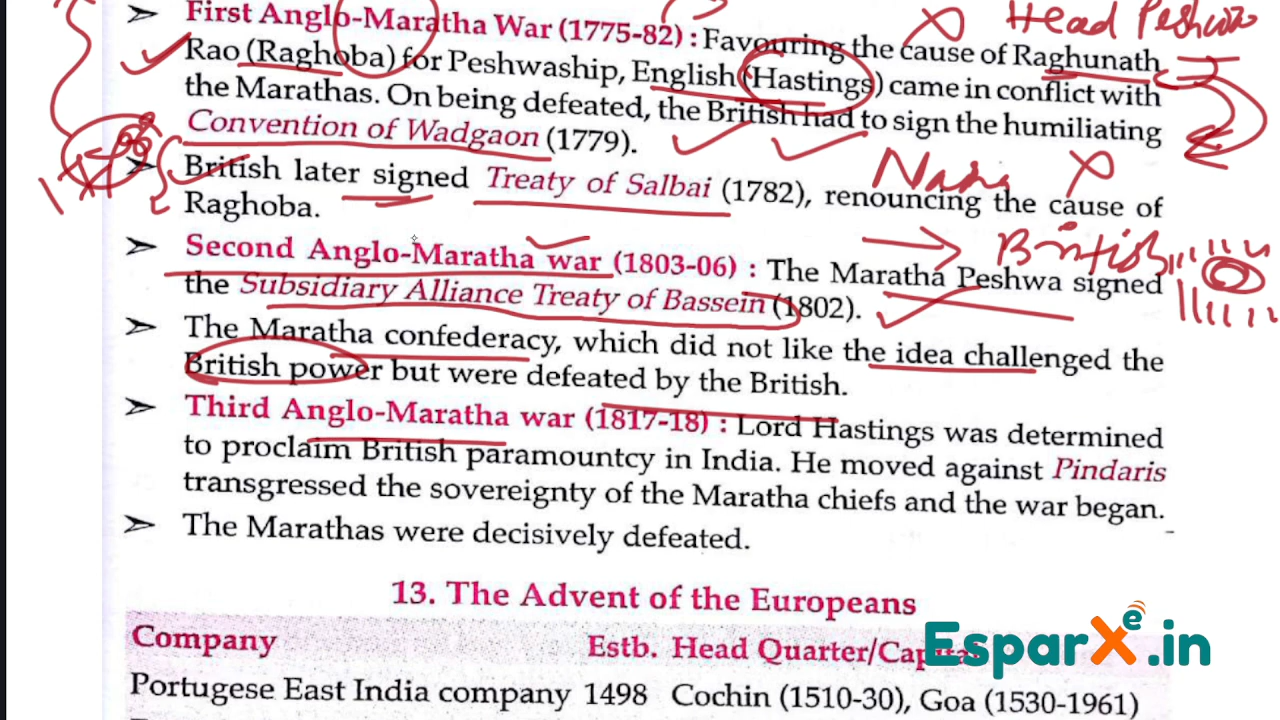 ➤ First Anglo-Maratha War (1775-82) : Favouring the cause of Raghunath
Rao (Raghoba) for Peshwaship, English (Hastings) came in conflict with
the Marathas. On being defeated, the British had to sign the humiliating
Convention of Wadgaon (1779).
➤ British later signed Treaty of Salbai (1782), renouncing the cause of
Raghoba.
➤ Second Anglo-Maratha war (1803-06) : The Maratha Peshwa signed
the Subsidiary Alliance Treaty of Bassein (1802).
➤ The Maratha confederacy, which did not like the idea challenged the
British power but were defeated by the British.
➤ Third Anglo-Maratha war (1817-18) : Lord Hastings was determined
to proclaim British paramountcy in India. He moved against Pindaris
transgressed the sovereignty of the Maratha chiefs and the war began.
➤ The Marathas were decisively defeated.
13. The Advent of the Europeans
Company Estb. Head Quarter/Capital
Portugese East India company 1498 Cochin (1510-30), Goa (1530-1961)
Head
Nana
British
EsparXe.in